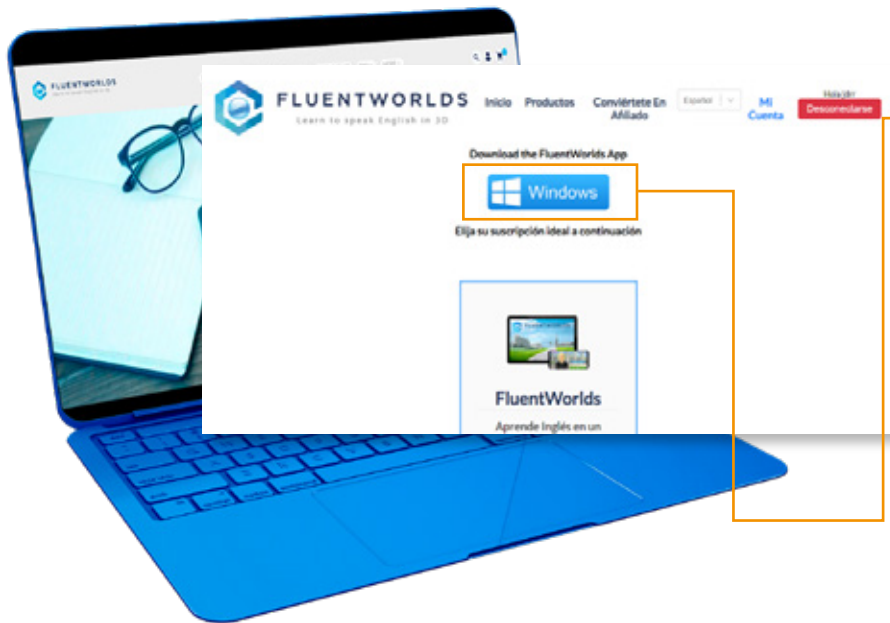 FLUENTWORLDS
FLUENTWORLDS
Learn to speak English in 3D
Inicio Productos Conviértete En Afiliado
Español
Mi Cuenta
Desconectarse
Download the FluentWorlds App
Windows
Elija su suscripción ideal a continuación
FluentWorlds
Aprende Inglés en un